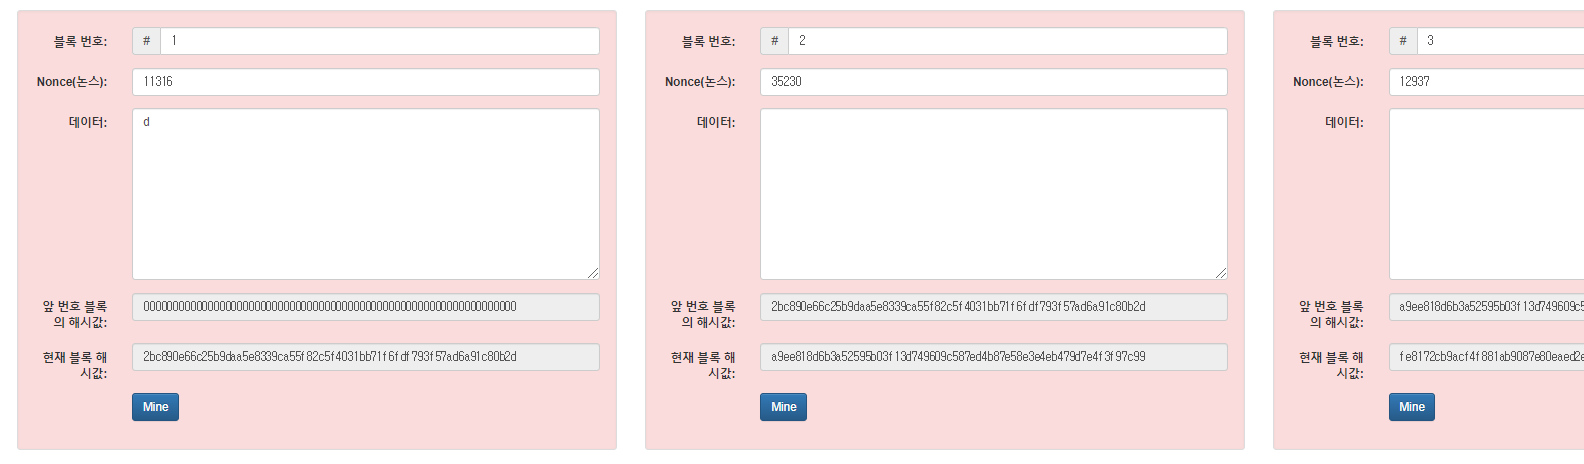 블록 번호: # 1
Nonce(논스): 11316
데이터: d
앞 번호 블록
의 해시값: 0000000000000000000000000000000000000000000000000000000000000000
현재 블록 해
시값: 2bc890e66c25b9daa5e8339ca55f82c5f4031bb71f6fdf793f57ad6a91c80b2d
Mine
블록 번호: # 2
Nonce(논스): 35230
데이터:
앞 번호 블록
의 해시값: 2bc890e66c25b9daa5e8339ca55f82c5f4031bb71f6fdf793f57ad6a91c80b2d
현재 블록 해
시값: a9ee818d6b3a52595b03f13d749609c587ed4b87e58e3e4eb479d7e4f3f97c99
Mine
블록 번호: # 3
Nonce(논스): 12937
데이터:
앞 번호 블록
의 해시값: a9ee818d6b3a52595b03f13d749609c5
현재 블록 해
시값: fe8172cb9acf4f881ab9087e80eaed2e
Mine